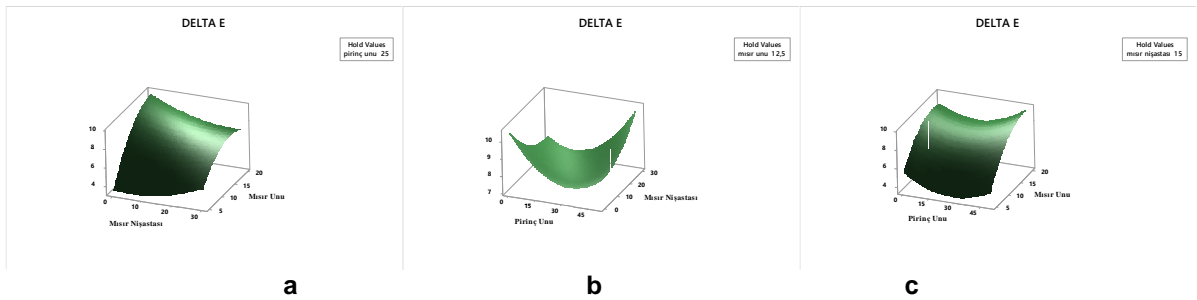 DELTA E
Hold Values
pirinç unu 25
10
8
6
4
0
10
20
30
Mısır Nişastası
5
10
15
20
Mısır Unu
a
DELTA E
Hold Values
mısır unu 12,5
10
9
8
7
0
15
30
45
Pirinç Unu
0
10
20
30
Mısır Nişastası
b
DELTA E
Hold Values
mısır nişastası 15
10
8
6
4
0
15
30
45
Pirinç Unu
5
10
15
20
Mısır Unu
c